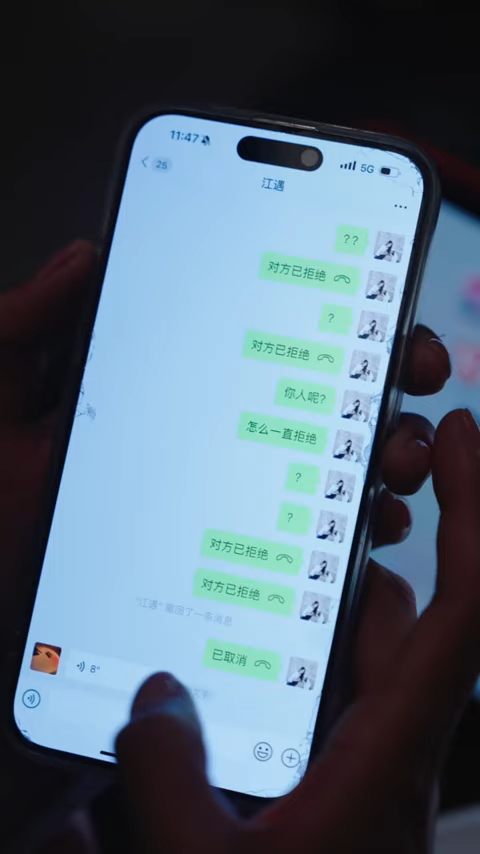 11:47
5G
25
江遇
??
对方已拒绝
?
对方已拒绝
你人呢?
怎么一直拒绝
?
?
对方已拒绝
对方已拒绝
"江遇" 撤回了一条消息
已取消
8"